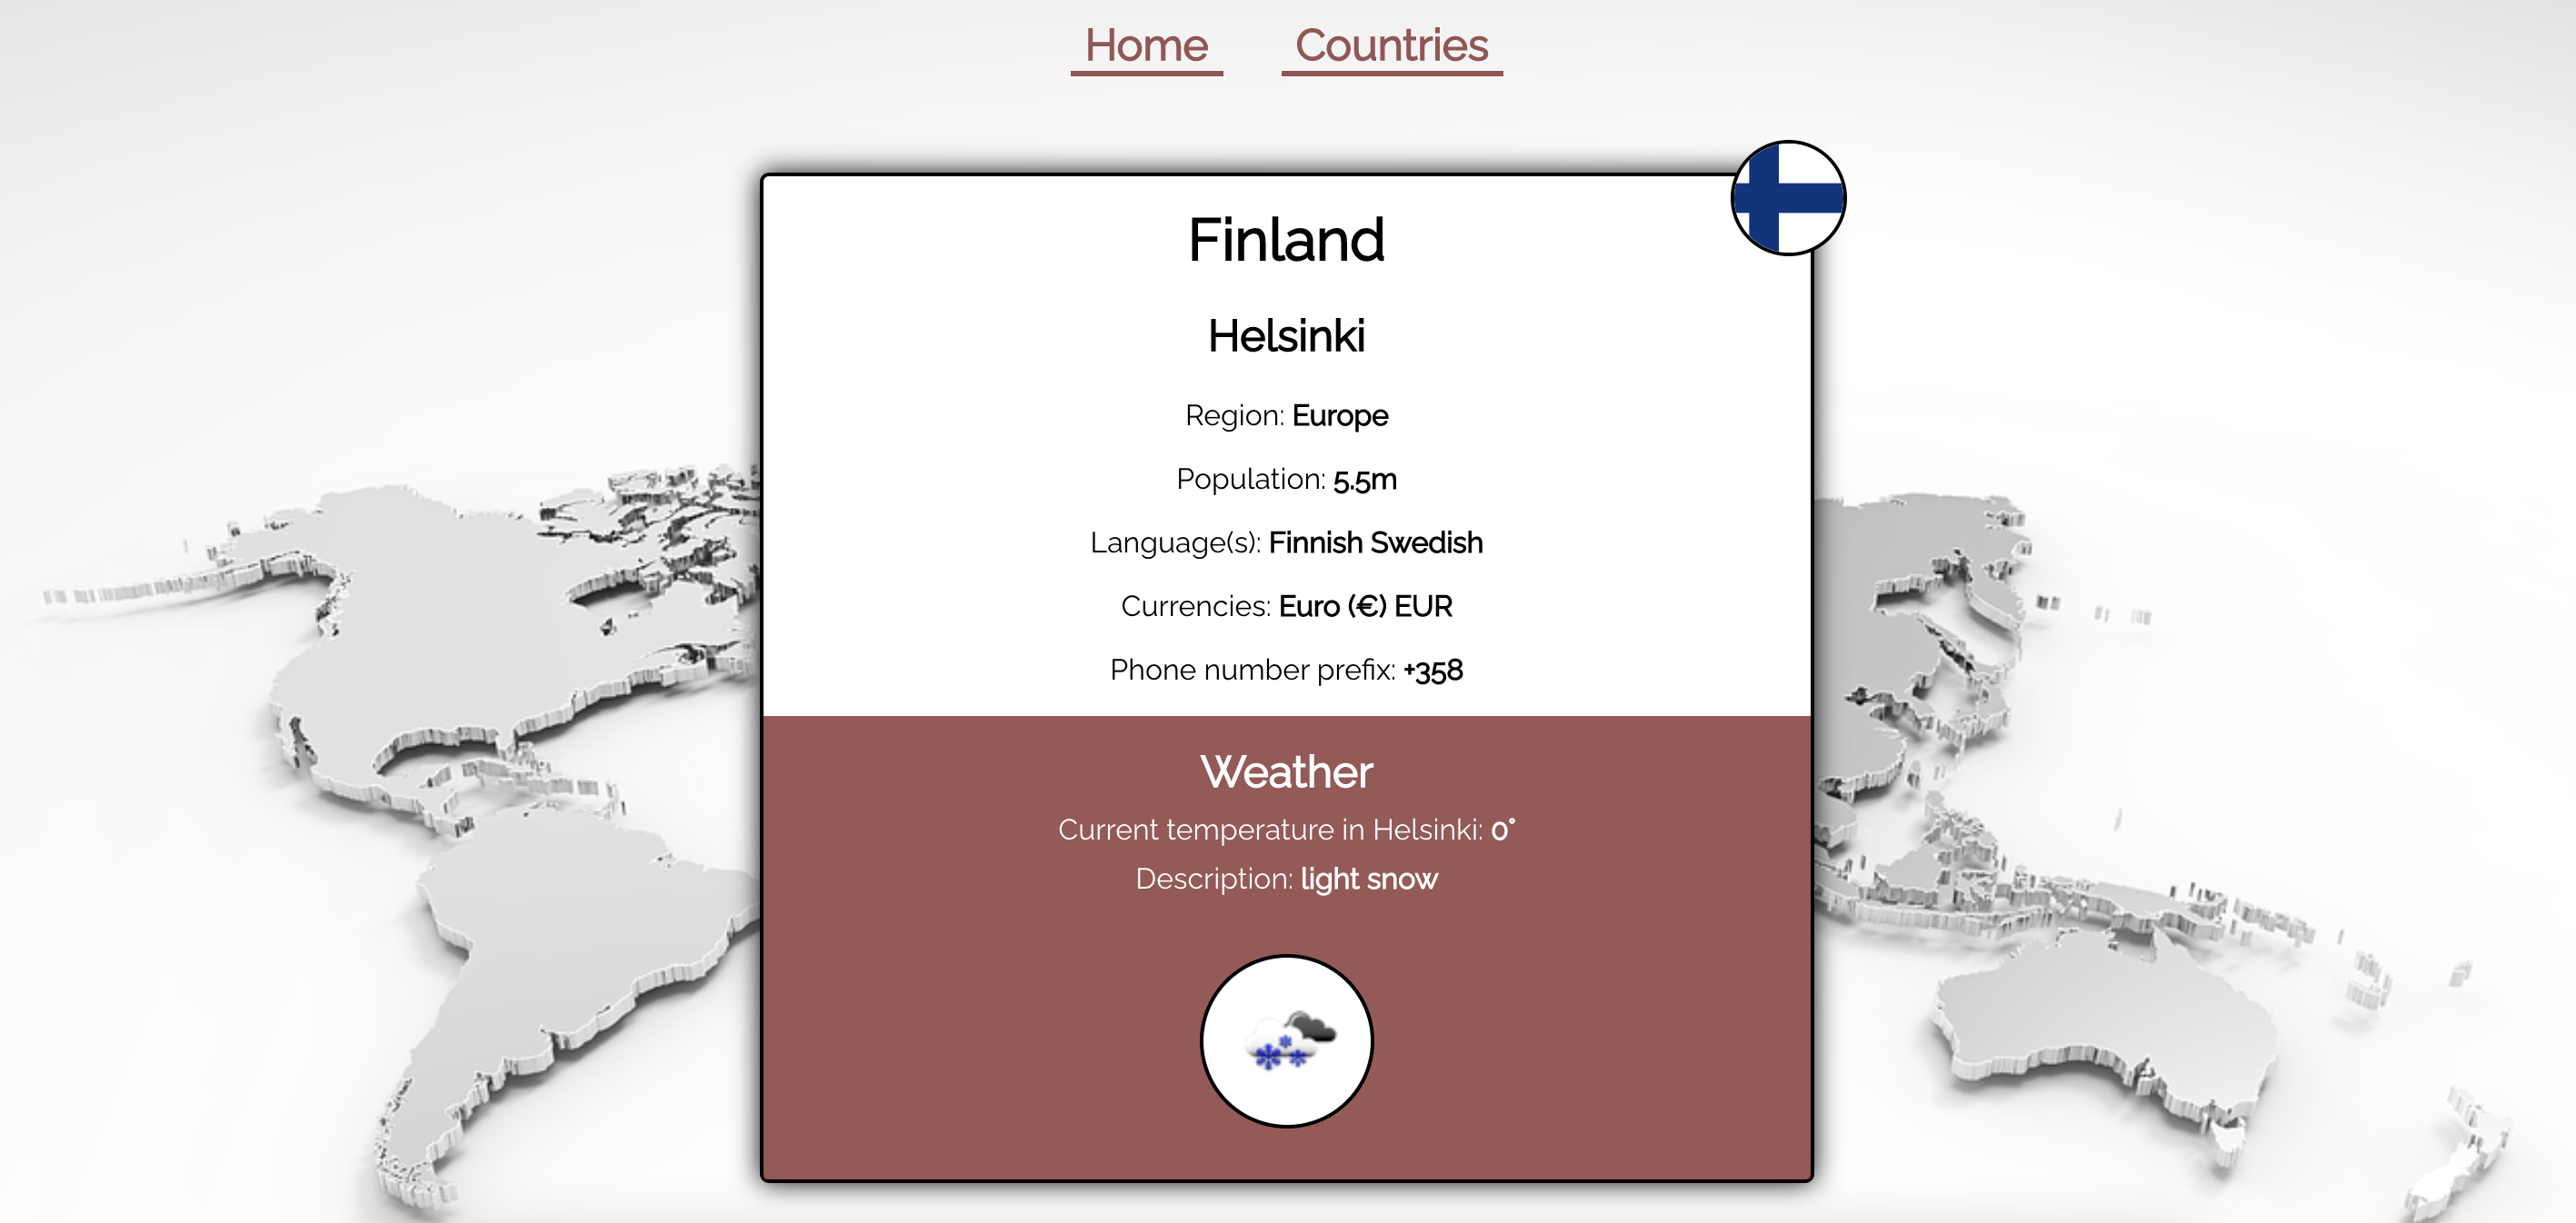 Home Countries
Finland
Helsinki
Region: Europe
Population: 5.5m
Language(s): Finnish Swedish
Currencies: Euro (€) EUR
Phone number prefix: +358
Weather
Current temperature in Helsinki: 0°
Description: light snow